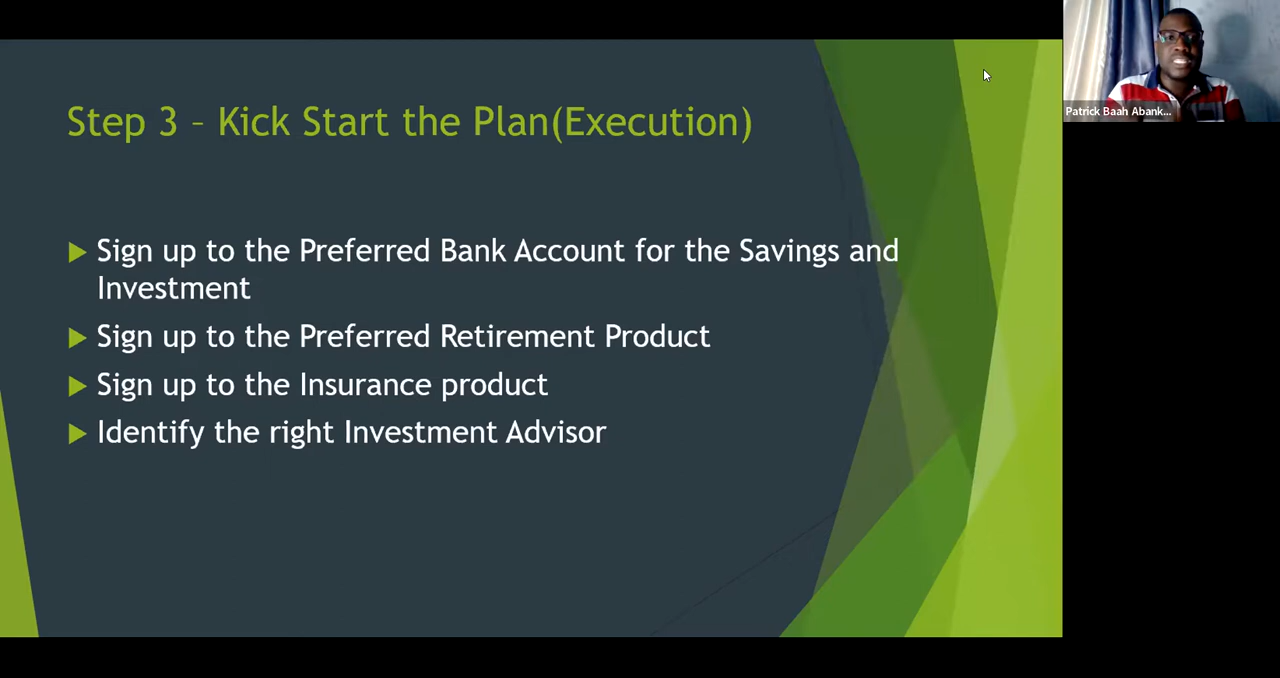 Step 3 – Kick Start the Plan(Execution)
Sign up to the Preferred Bank Account for the Savings and
Investment
Sign up to the Preferred Retirement Product
Sign up to the Insurance product
Identify the right Investment Advisor
Patrick Baah Abank...